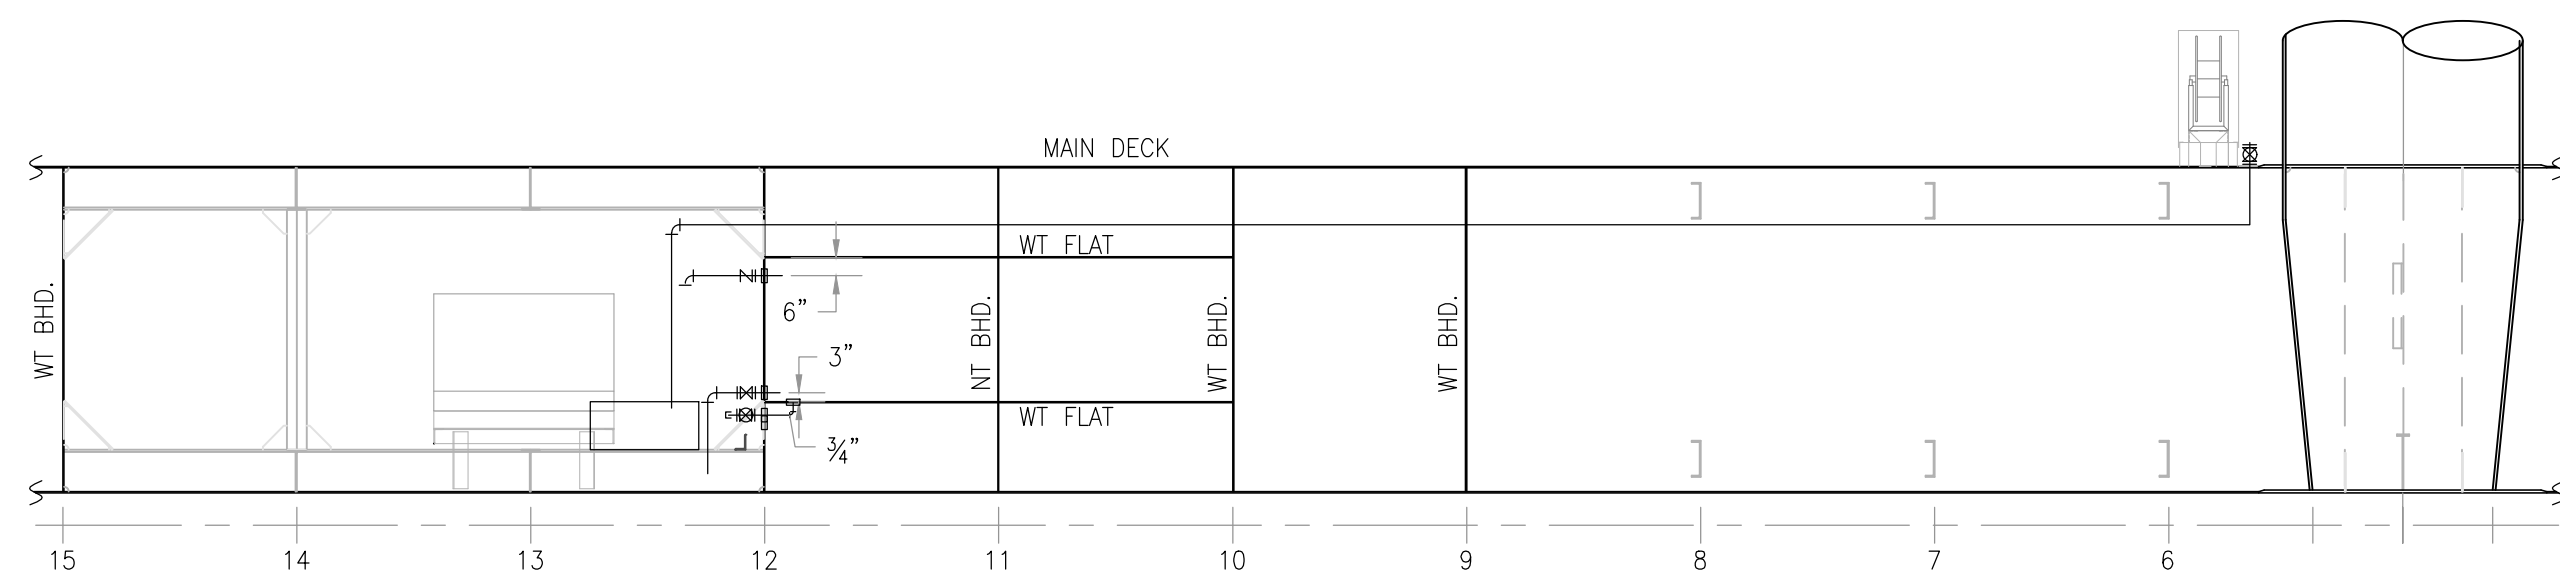 MAIN DECK
WT FLAT
WT BHD.
6”
NT BHD.
WT BHD.
WT BHD.
3”
WT FLAT
3/4”
15 14 13 12 11 10 9 8 7 6